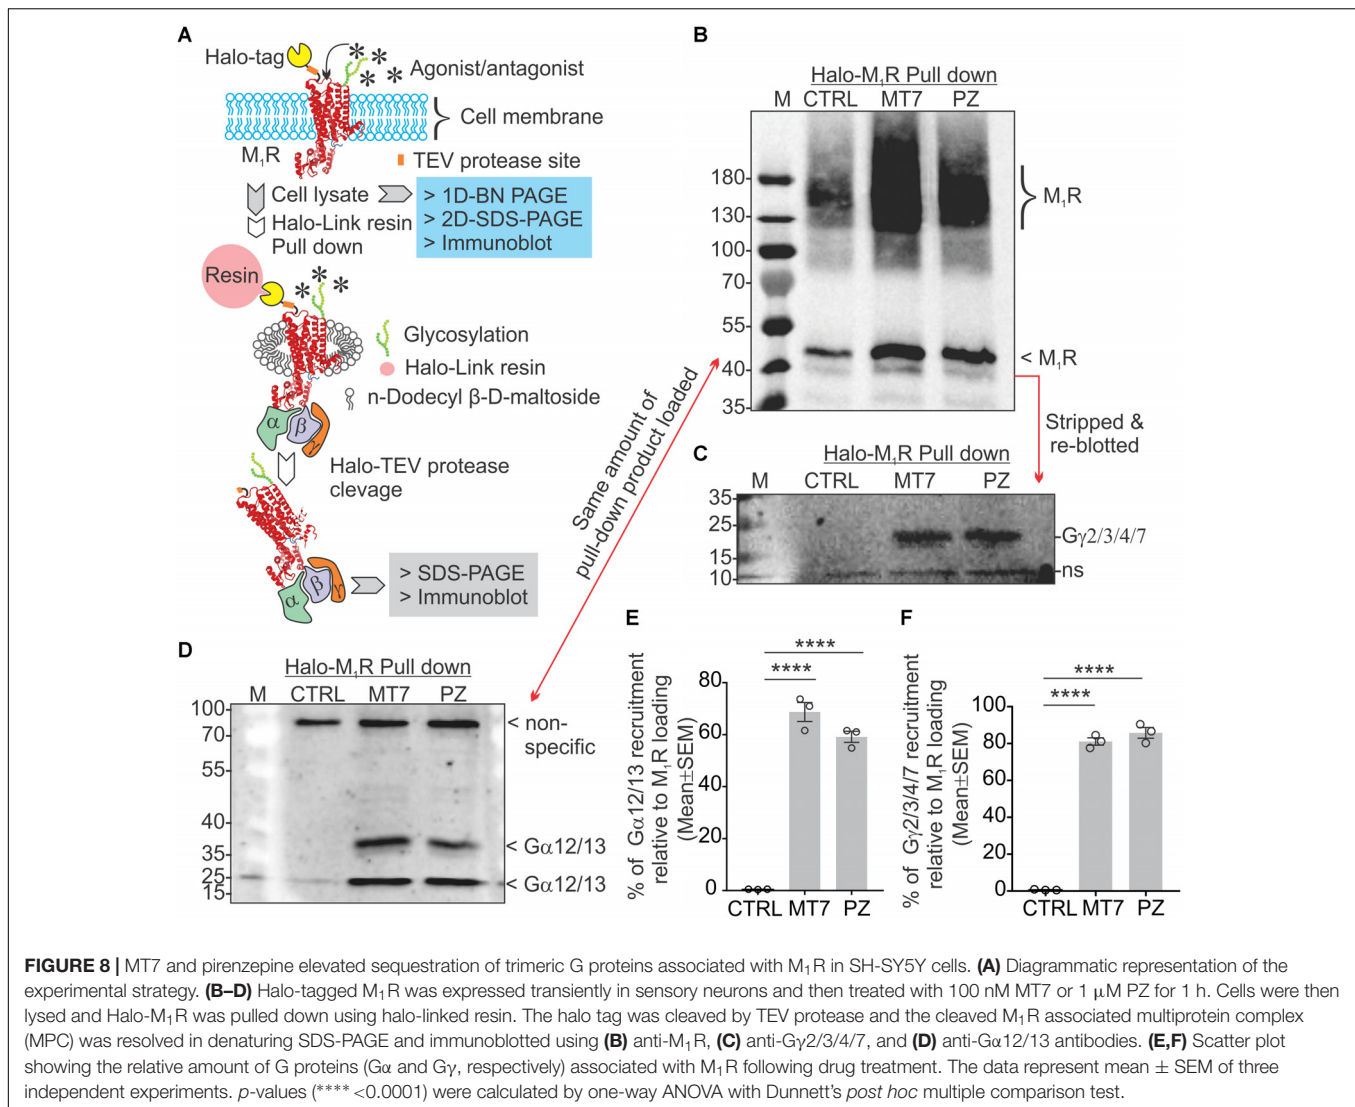 A
Halo-tag
Agonist/antagonist
Cell membrane
M₁R
TEV protease site
Cell lysate
> 1D-BN PAGE
> 2D-SDS-PAGE
> Immunoblot
Halo-Link resin
Pull down
Resin
Glycosylation
Halo-Link resin
n-Dodecyl β-D-maltoside
α
β
γ
Halo-TEV protease
clevage
α
β
γ
> SDS-PAGE
> Immunoblot
B
Halo-M₁R Pull down
M CTRL MT7 PZ
180
130
100
70
55
40
35
M₁R
< M₁R
Stripped &
re-blotted
Same amount of
pull-down product loaded
C
Halo-M₁R Pull down
M CTRL MT7 PZ
35
25
15
10
Gγ2/3/4/7
ns
D
Halo-M₁R Pull down
M CTRL MT7 PZ
100
70
55
40
35
25
15
< non-
specific
< Gα12/13
< Gα12/13
E
% of Gα12/13 recruitment
relative to M₁R loading
(Mean±SEM)
80
60
40
20
0
****
****
CTRL MT7 PZ
F
% of Gγ2/3/4/7 recruitment
relative to M₁R loading
(Mean±SEM)
100
80
60
40
20
0
****
****
CTRL MT7 PZ
FIGURE 8 | MT7 and pirenzepine elevated sequestration of trimeric G proteins associated with M₁R in SH-SY5Y cells. (A) Diagrammatic representation of the
experimental strategy. (B–D) Halo-tagged M₁R was expressed transiently in sensory neurons and then treated with 100 nM MT7 or 1 μM PZ for 1 h. Cells were then
lysed and Halo-M₁R was pulled down using halo-linked resin. The halo tag was cleaved by TEV protease and the cleaved M₁R associated multiprotein complex
(MPC) was resolved in denaturing SDS-PAGE and immunoblotted using (B) anti-M₁R, (C) anti-Gγ2/3/4/7, and (D) anti-Gα12/13 antibodies. (E,F) Scatter plot
showing the relative amount of G proteins (Gα and Gγ, respectively) associated with M₁R following drug treatment. The data represent mean ± SEM of three
independent experiments. p-values (**** <0.0001) were calculated by one-way ANOVA with Dunnett's post hoc multiple comparison test.